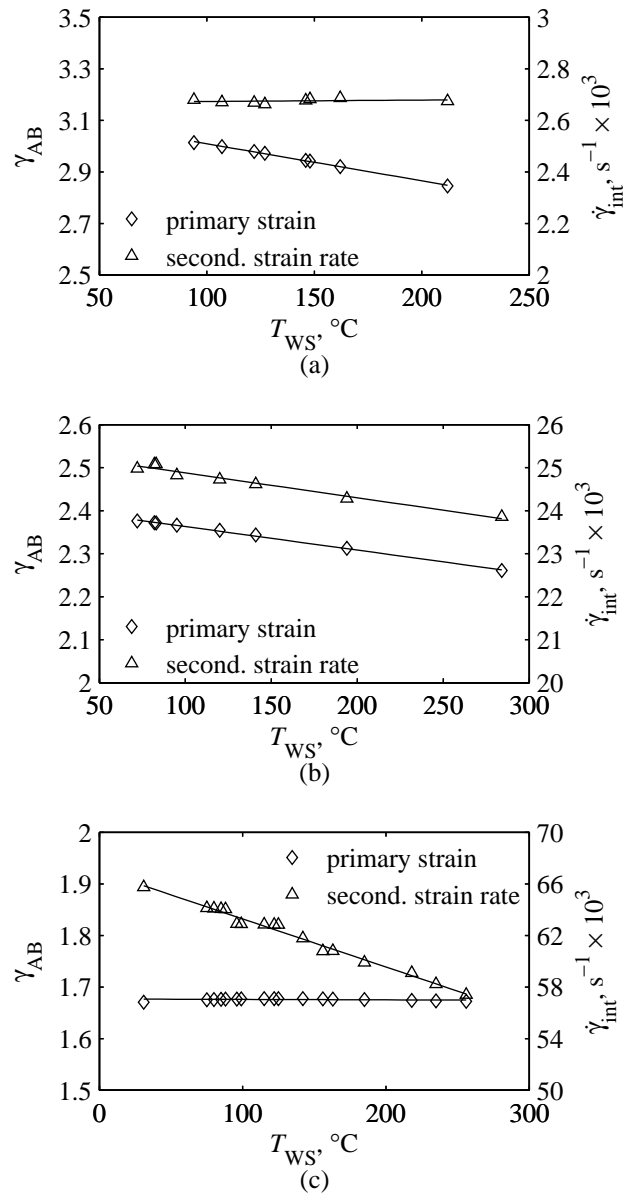 3.5 3
3.3 2.8
3.1 2.6
2.9 2.4
2.7 2.2
2.5 2
γAB
γ̇int, s−1 × 103
primary strain
second. strain rate
50 100 150 200 250
TWS, °C
(a)
2.6 26
2.5 25
2.4 24
2.3 23
2.2 22
2.1 21
2 20
γAB
γ̇int, s−1 × 103
primary strain
second. strain rate
50 100 150 200 250 300
TWS, °C
(b)
2 70
1.9 66
1.8 62
1.7 58
1.6 54
1.5 50
γAB
γ̇int, s−1 × 103
primary strain
second. strain rate
0 100 200 300
TWS, °C
(c)